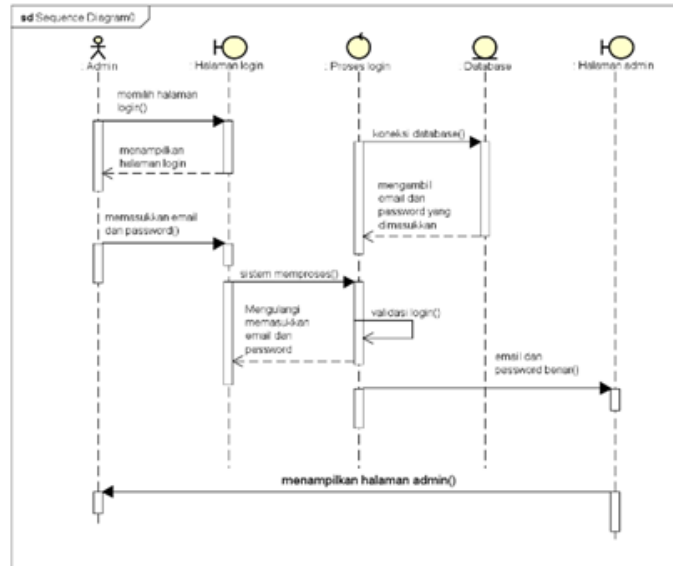 sd Sequence Diagram0
: Admin
: Halaman login
: Proses login
: Database
: Halaman admin
memilih halaman
login()
koneksi database()
menampilkan
halaman login
mengambil
email dan
password yang
dimasukkan
memasukkan email
dan password()
sistem memproses()
Mengulangi
memasukkan
email dan
password
validasi login()
email dan
password benar()
menampilkan halaman admin()